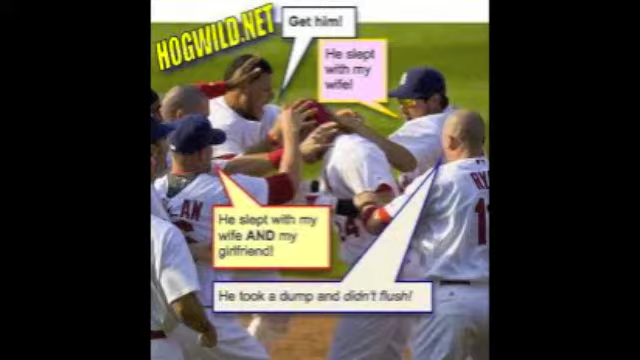 HOGWILD.NET
Get him!
He slept
with my
wife!
He slept with my
wife AND my
girlfriend!
He took a dump and didn't flush!